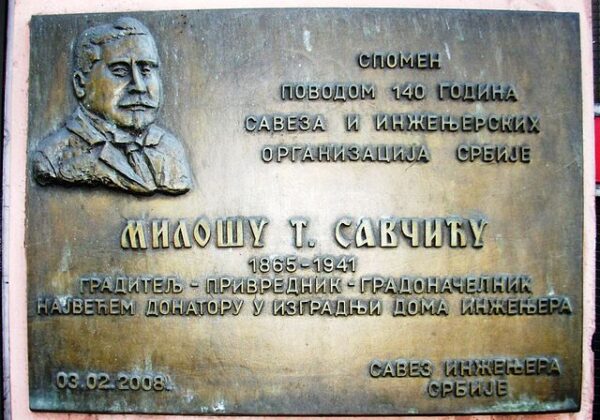 СПОМЕН
ПОВОДОМ 140 ГОДИНА
САВЕЗА И ИНЖЕЊЕРСКИХ
ОРГАНИЗАЦИЈА СРБИЈЕ
МИЛОШУ Т. САВЧИЋУ
1865-1941
ГРАДИТЕЉ - ПРИВРЕДНИК - ГРАДОНАЧЕЛНИК
НАЈВЕЋЕМ ДОНАТОРУ У ИЗГРАДЊИ ДОМА ИНЖЕЊЕРА
03.02.2008.
САВЕЗ ИНЖЕЊЕРА
СРБИЈЕ